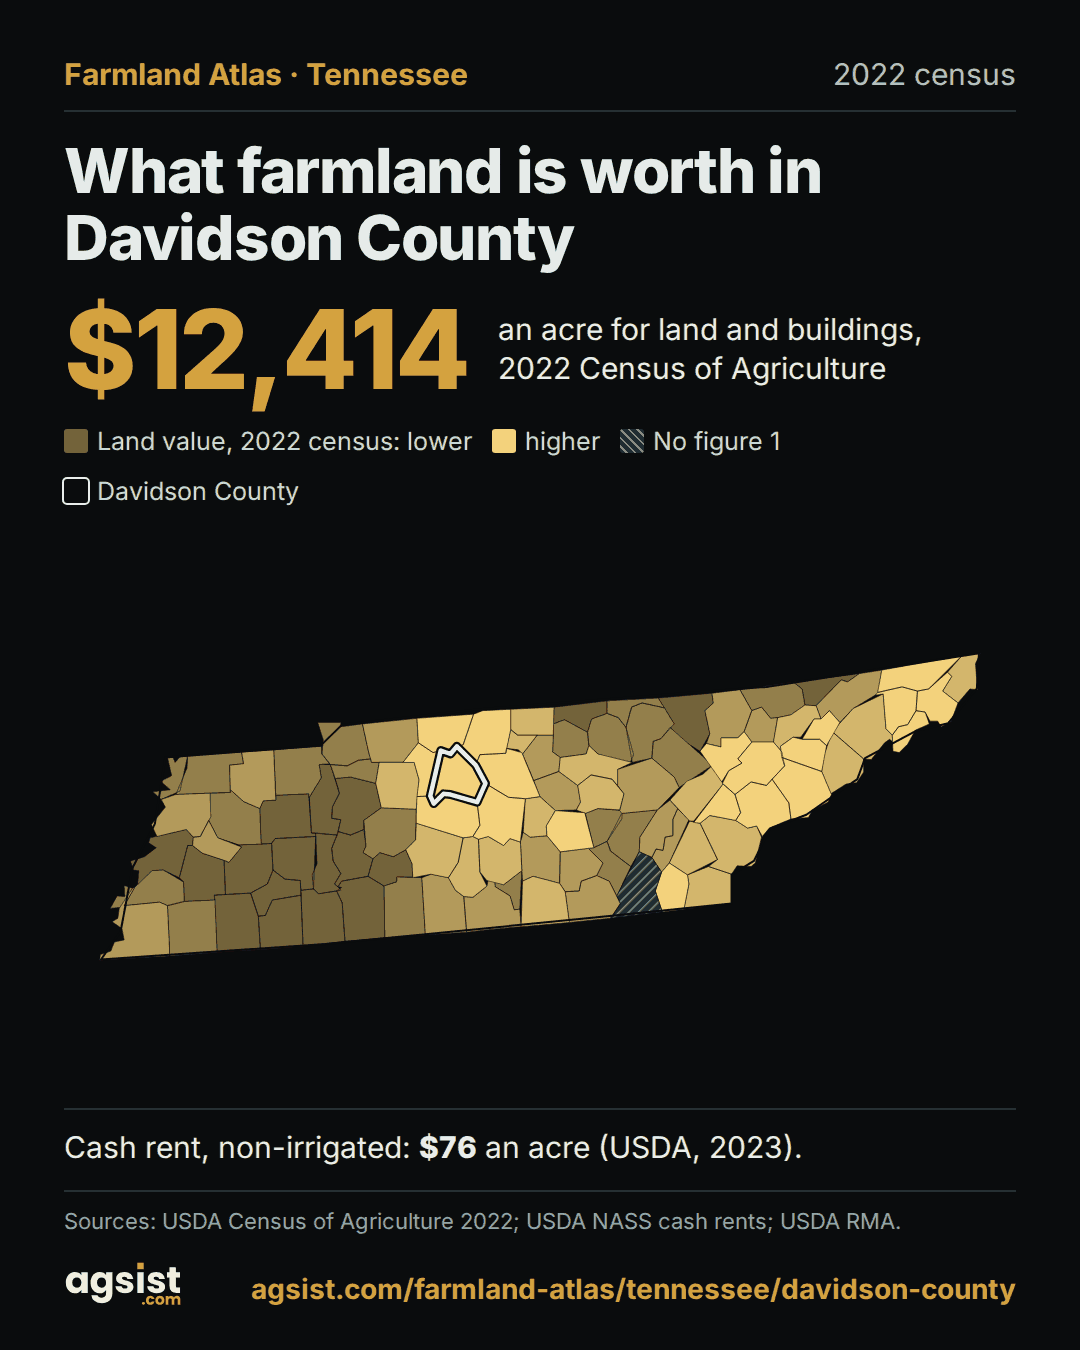 Farmland Atlas · Tennessee
2022 census
What farmland is worth in
Davidson County
$12,414
an acre for land and buildings,
2022 Census of Agriculture
Land value, 2022 census: lower
higher
No figure 1
Davidson County
Cash rent, non-irrigated: $76 an acre (USDA, 2023).
Sources: USDA Census of Agriculture 2022; USDA NASS cash rents; USDA RMA.
agsist
.com
agsist.com/farmland-atlas/tennessee/davidson-county